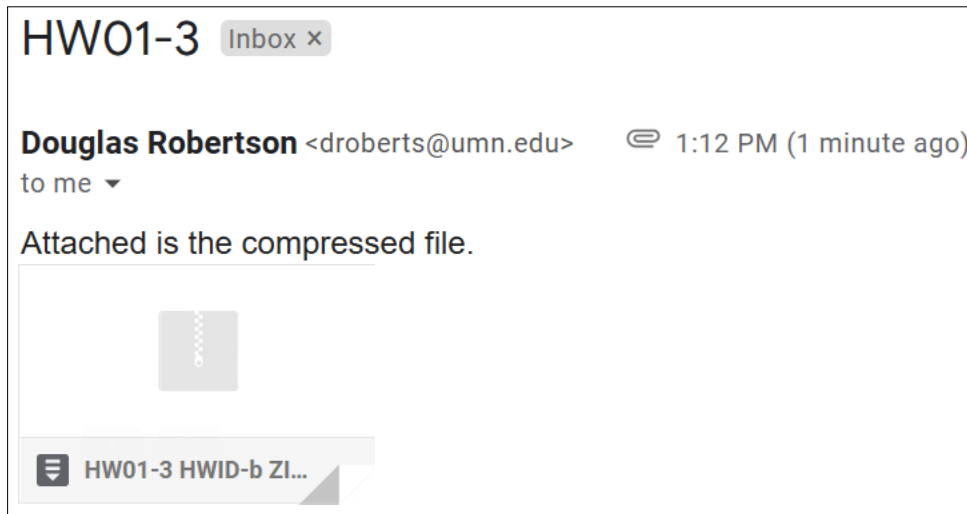 HW01-3 Inbox ×
Douglas Robertson <droberts@umn.edu> 1:12 PM (1 minute ago)
to me
Attached is the compressed file.
HW01-3 HWID-b ZI...